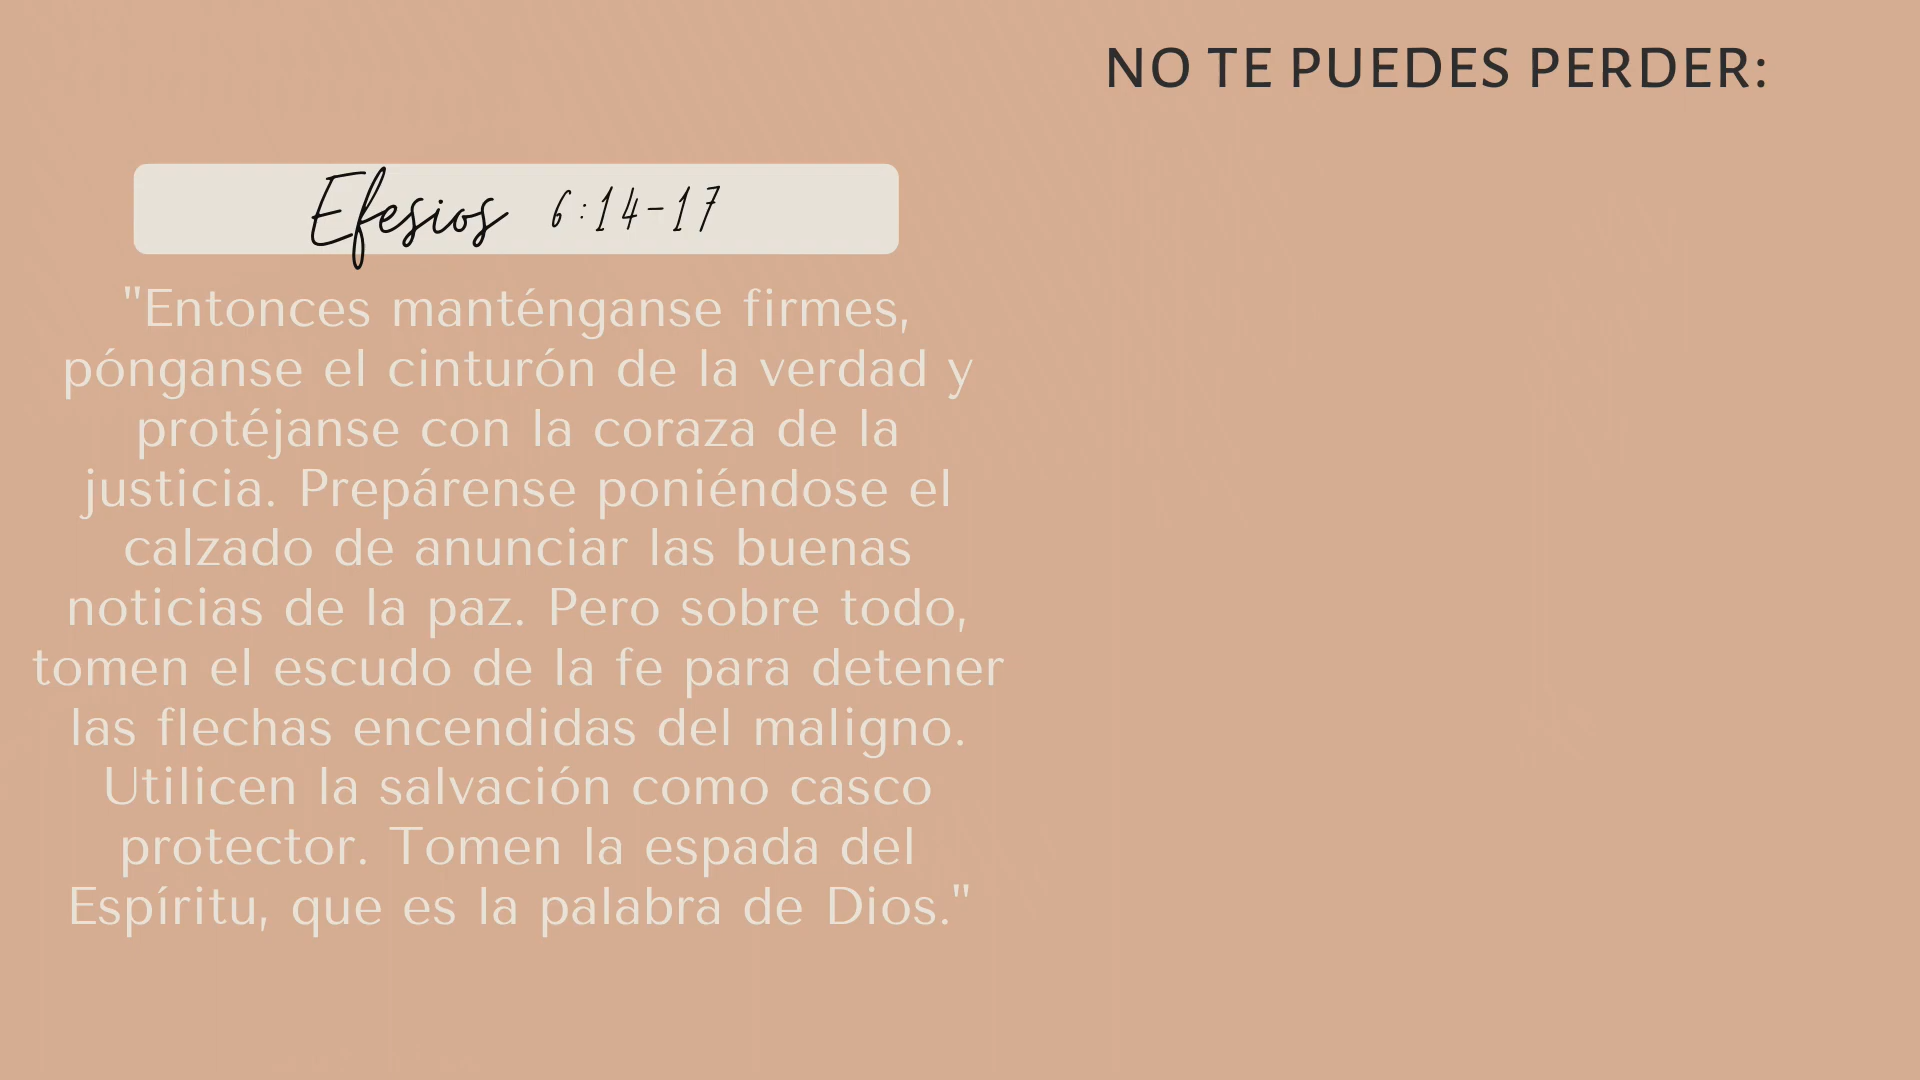 NO TE PUEDES PERDER:
Efesios 6:14-17
"Entonces manténganse firmes,
pónganse el cinturón de la verdad y
protéjanse con la coraza de la
justicia. Prepárense poniéndose el
calzado de anunciar las buenas
noticias de la paz. Pero sobre todo,
tomen el escudo de la fe para detener
las flechas encendidas del maligno.
Utilicen la salvación como casco
protector. Tomen la espada del
Espíritu, que es la palabra de Dios."